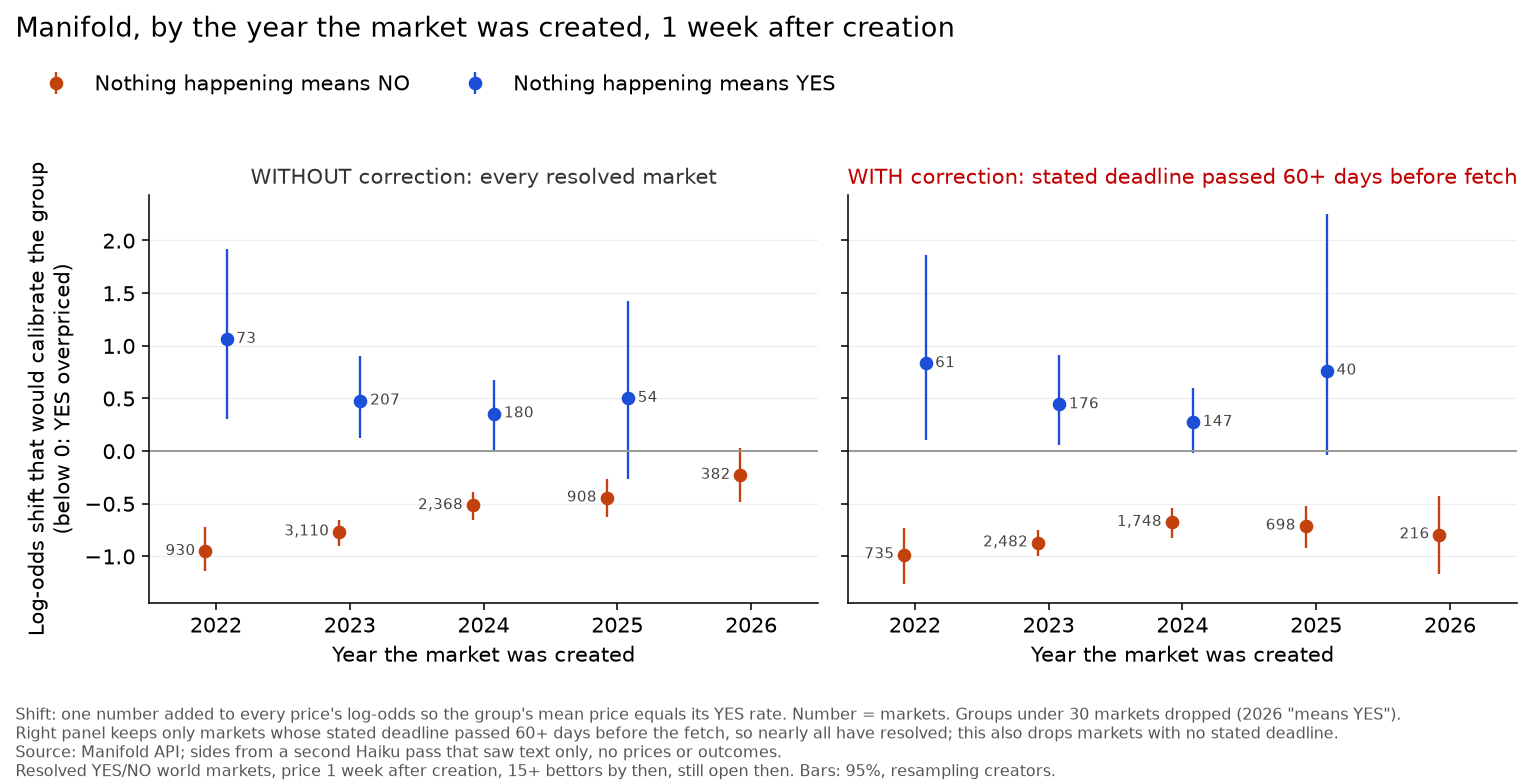 Manifold, by the year the market was created, 1 week after creation
Nothing happening means NO
Nothing happening means YES
WITHOUT correction: every resolved market
WITH correction: stated deadline passed 60+ days before fetch
Log-odds shift that would calibrate the group
(below 0: YES overpriced)
2.0
1.5
1.0
0.5
0.0
−0.5
−1.0
73
207
180
54
930
3,110
2,368
908
382
2022
2023
2024
2025
2026
Year the market was created
61
176
147
40
735
2,482
1,748
698
216
2022
2023
2024
2025
2026
Year the market was created
Shift: one number added to every price's log-odds so the group's mean price equals its YES rate. Number = markets. Groups under 30 markets dropped (2026 "means YES").
Right panel keeps only markets whose stated deadline passed 60+ days before the fetch, so nearly all have resolved; this also drops markets with no stated deadline.
Source: Manifold API; sides from a second Haiku pass that saw text only, no prices or outcomes.
Resolved YES/NO world markets, price 1 week after creation, 15+ bettors by then, still open then. Bars: 95%, resampling creators.